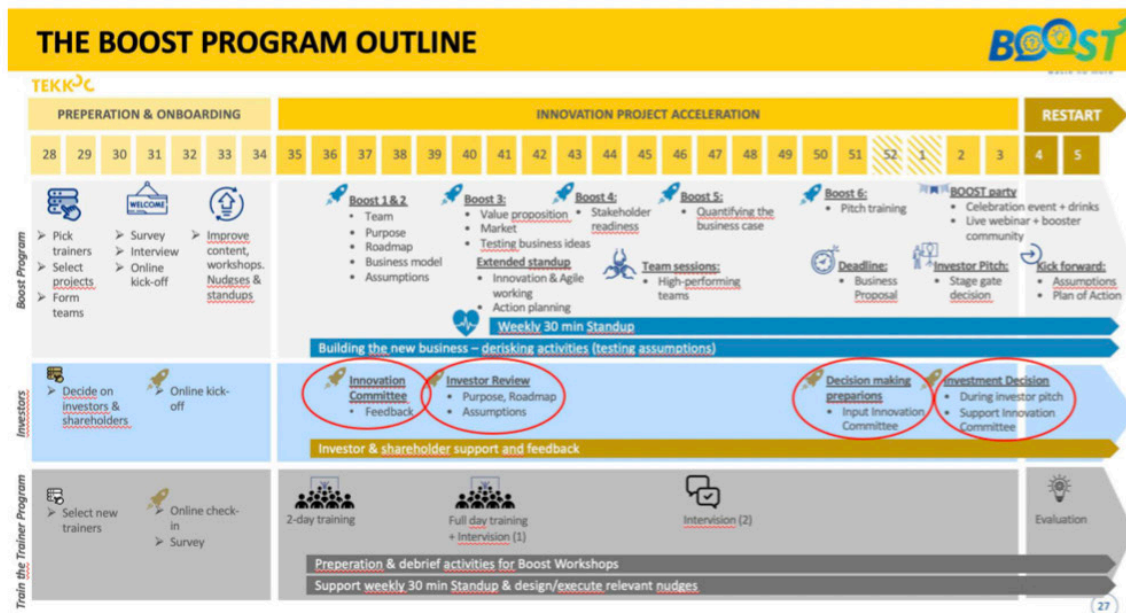 THE BOOST PROGRAM OUTLINE
BOOST
TEKKOC
PREPERATION & ONBOARDING
INNOVATION PROJECT ACCELERATION
RESTART
28 29 30 31 32 33 34 35 36 37 38 39 40 41 42 43 44 45 46 47 48 49 50 51 52 1 2 3 4 5
Boost Program
Pick
trainers
Select
projects
Form
teams
WELCOME
Survey
Interview
Online
kick-off
Improve
content,
workshops.
Nudgses &
standups
Boost 1 & 2
Team
Purpose
Roadmap
Business model
Assumptions
Boost 3:
Value proposition
Market
Testing business ideas
Extended standup
Innovation & Agile
working
Action planning
Boost 4:
Stakeholder
readiness
Team sessions:
High-performing
teams
Boost 5:
Quantifying the
business case
Boost 6:
Pitch training
Deadline:
Business
Proposal
BOOST party
Celebration event + drinks
Live webinar + booster
community
Investor Pitch:
Stage gate
decision
Kick forward:
Assumptions
Plan of Action
Weekly 30 min Standup
Building the new business – derisking activities (testing assumptions)
Investors
Decide on
investors &
shareholders
Online kick-
off
Innovation
Committee
Feedback
Investor Review
Purpose, Roadmap
Assumptions
Decision making
preparions
Input Innovation
Committee
Investment Decision
During investor pitch
Support Innovation
Committee
Investor & shareholder support and feedback
Train the Trainer Program
Select new
trainers
Online check-
in
Survey
2-day training
Full day training
+ Intervision (1)
Intervision (2)
Evaluation
Preparation & debrief activities for Boost Workshops
Support weekly 30 min Standup & design/execute relevant nudges
27